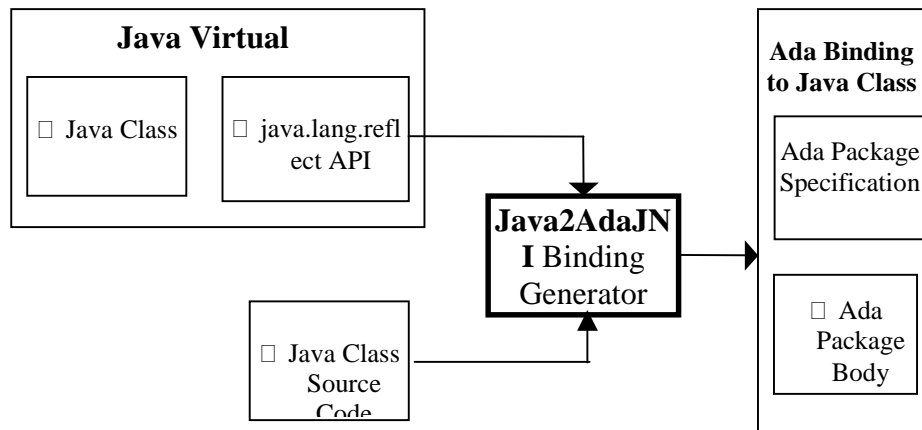 Java Virtual
□ Java Class
□ java.lang.refl
ect API
Java2AdaJN
I Binding
Generator
□ Java Class
Source
Code
Ada Binding
to Java Class
Ada Package
Specification
□ Ada
Package
Body